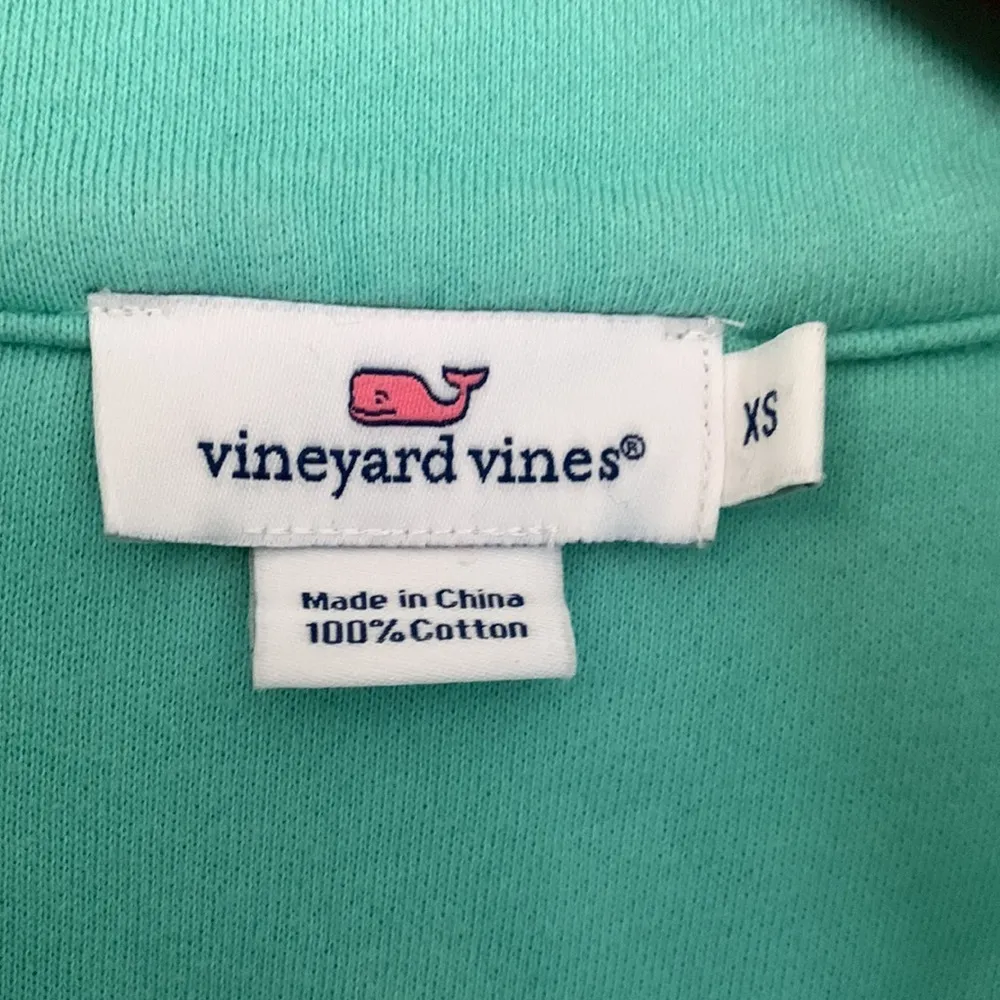 vineyard vines®
XS
Made in China
100% Cotton